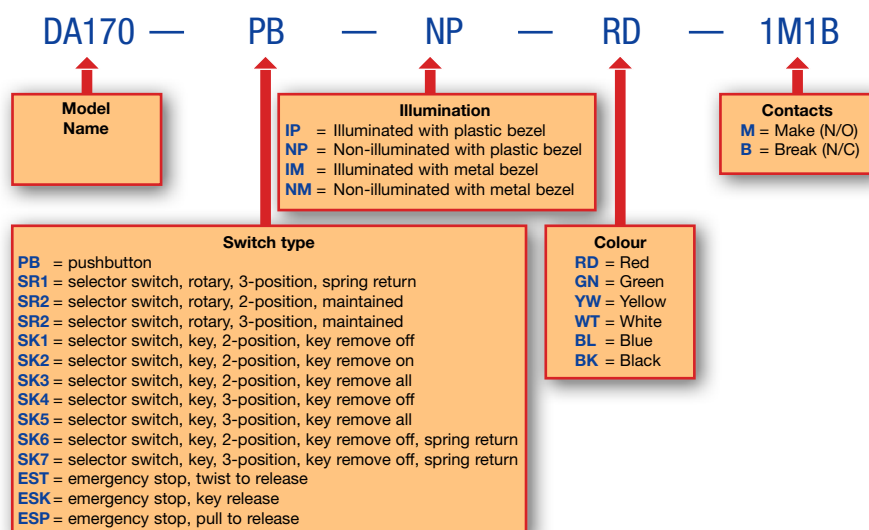 DA170 — PB — NP — RD — 1M1B
Model
Name
Illumination
IP = Illuminated with plastic bezel
NP = Non-illuminated with plastic bezel
IM = Illuminated with metal bezel
NM = Non-illuminated with metal bezel
Contacts
M = Make (N/O)
B = Break (N/C)
Switch type
PB = pushbutton
SR1 = selector switch, rotary, 3-position, spring return
SR2 = selector switch, rotary, 2-position, maintained
SR2 = selector switch, rotary, 3-position, maintained
SK1 = selector switch, key, 2-position, key remove off
SK2 = selector switch, key, 2-position, key remove on
SK3 = selector switch, key, 2-position, key remove all
SK4 = selector switch, key, 3-position, key remove off
SK5 = selector switch, key, 3-position, key remove all
SK6 = selector switch, key, 2-position, key remove off, spring return
SK7 = selector switch, key, 3-position, key remove off, spring return
EST = emergency stop, twist to release
ESK = emergency stop, key release
ESP = emergency stop, pull to release
Colour
RD = Red
GN = Green
YW = Yellow
WT = White
BL = Blue
BK = Black